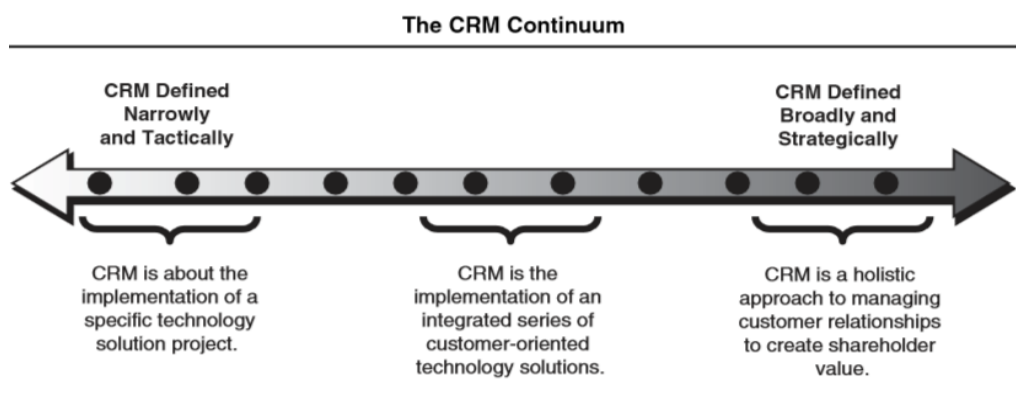 The CRM Continuum
CRM Defined
Narrowly
and Tactically
CRM Defined
Broadly and
Strategically
CRM is about the
implementation of a
specific technology
solution project.
CRM is the
implementation of an
integrated series of
customer-oriented
technology solutions.
CRM is a holistic
approach to managing
customer relationships
to create shareholder
value.